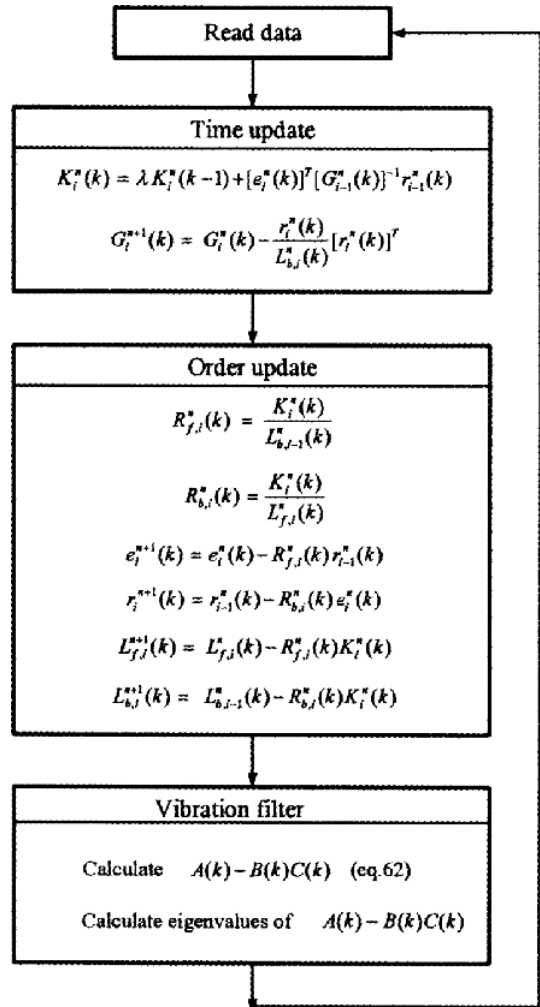 Read data
Time update
K_i^n(k) = λ K_i^n(k−1)+[e_i^n(k)]^T [G_{i−1}^n(k)]^{−1} r_{i−1}^n(k)
G_i^{n+1}(k) = G_i^n(k) − \frac{r_i^n(k)}{L_{b,i}^n(k)} [r_i^n(k)]^T
Order update
R_{f,i}^n(k) = \frac{K_i^n(k)}{L_{b,i−1}^n(k)}
R_{b,i}^n(k) = \frac{K_i^n(k)}{L_{f,i}^n(k)}
e_i^{n+1}(k) = e_i^n(k) − R_{f,i}^n(k) r_{i−1}^n(k)
r_i^{n+1}(k) = r_{i−1}^n(k) − R_{b,i}^n(k) e_i^n(k)
L_{f,i}^{n+1}(k) = L_{f,i}^n(k) − R_{f,i}^n(k) K_i^n(k)
L_{b,i}^{n+1}(k) = L_{b,i−1}^n(k) − R_{b,i}^n(k) K_i^n(k)
Vibration filter
Calculate A(k) − B(k)C(k) (eq.62)
Calculate eigenvalues of A(k) − B(k)C(k)